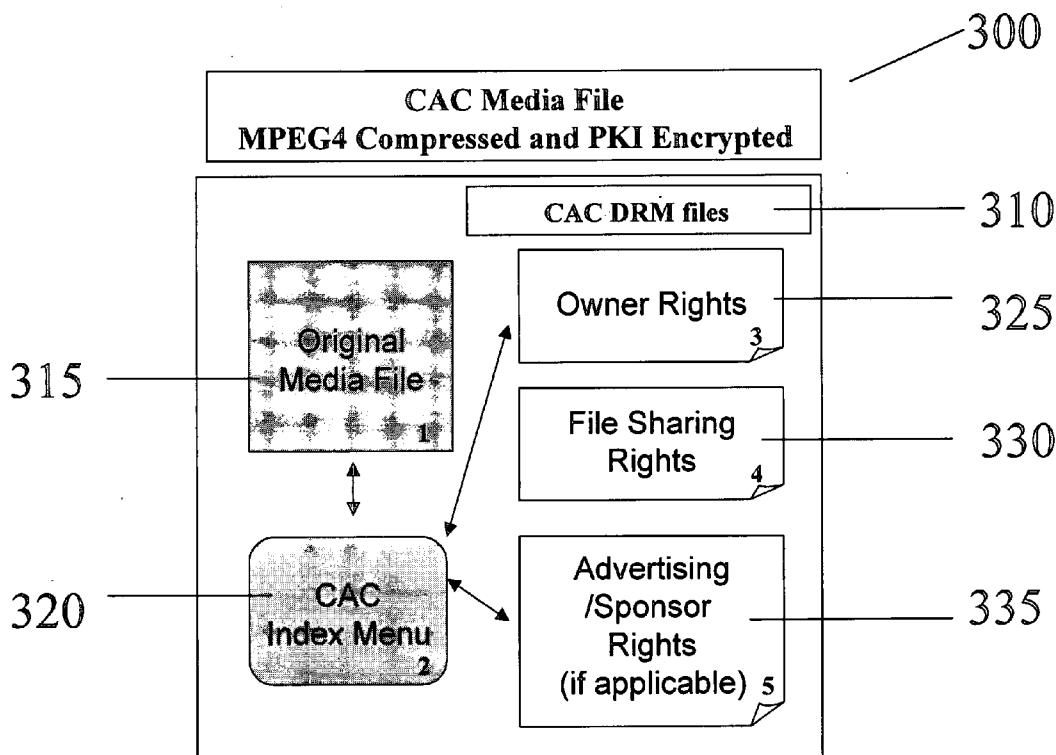 300
CAC Media File
MPEG4 Compressed and PKI Encrypted
CAC DRM files
310
Original
Media File
1
315
Owner Rights
3
325
File Sharing
Rights
4
330
CAC
Index Menu
2
320
Advertising
/Sponsor
Rights
(if applicable)
5
335